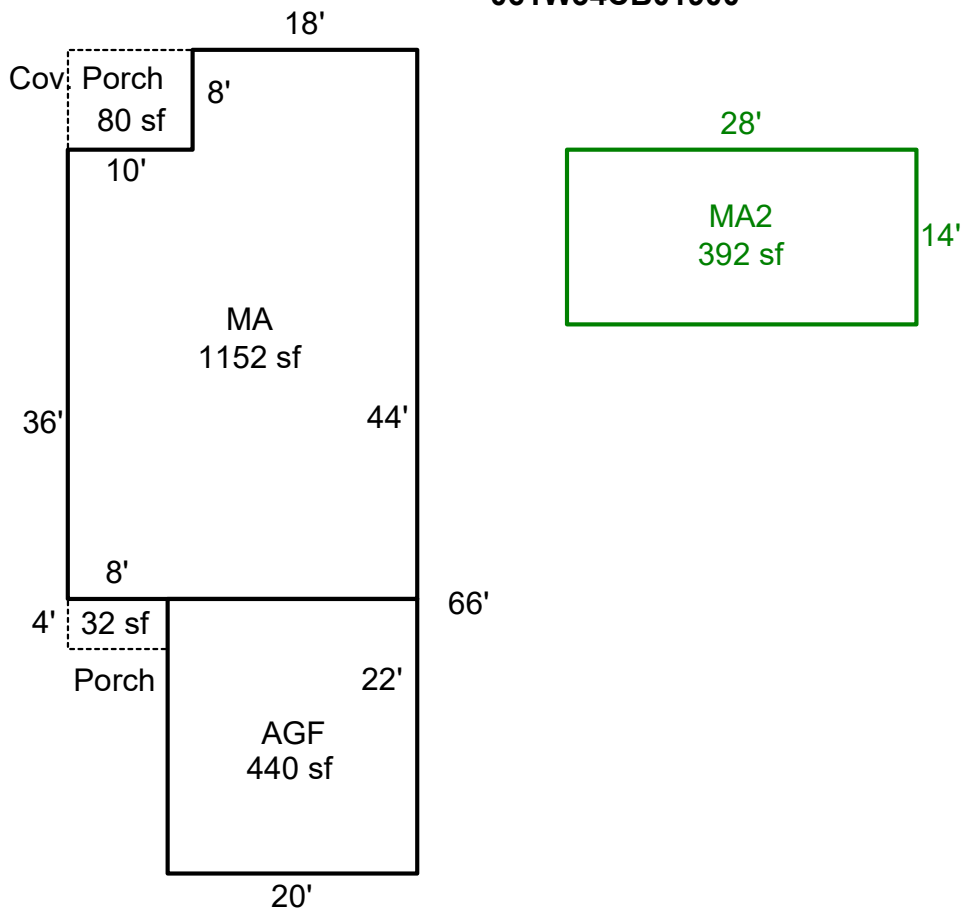 18'
Cov. Porch
80 sf
8'
10'
28'
MA2
392 sf
14'
MA
1152 sf
36'
44'
8'
4'
32 sf
Porch
66'
22'
AGF
440 sf
20'